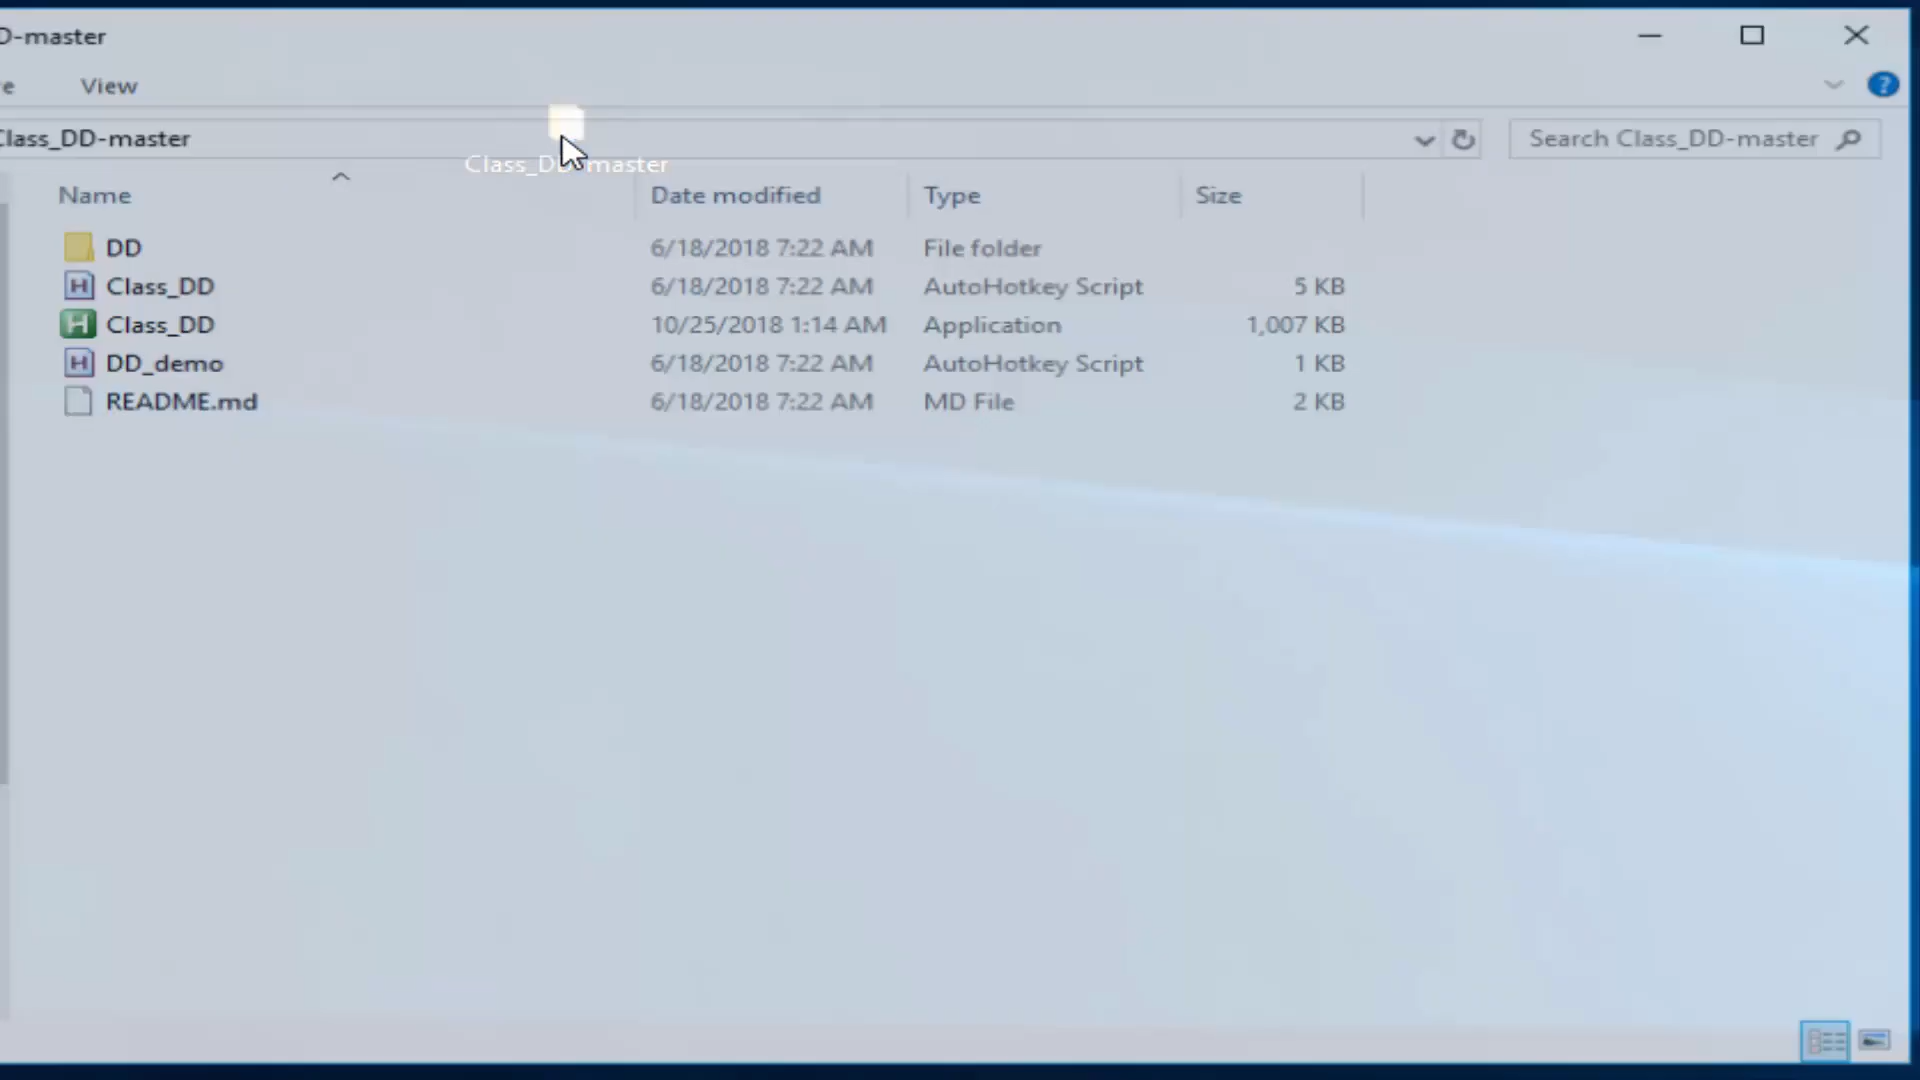 D-master
e View
Class_DD-master Search Class_DD-master
Class_DD-master
Name Date modified Type Size
DD 6/18/2018 7:22 AM File folder
Class_DD 6/18/2018 7:22 AM AutoHotkey Script 5 KB
Class_DD 10/25/2018 1:14 AM Application 1,007 KB
DD_demo 6/18/2018 7:22 AM AutoHotkey Script 1 KB
README.md 6/18/2018 7:22 AM MD File 2 KB